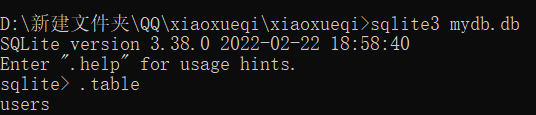 D:\新建文件夹\QQ\xiaoxueqi\xiaoxueqi>sqlite3 mydb.db
SQLite version 3.38.0 2022-02-22 18:58:40
Enter ".help" for usage hints.
sqlite> .table
users